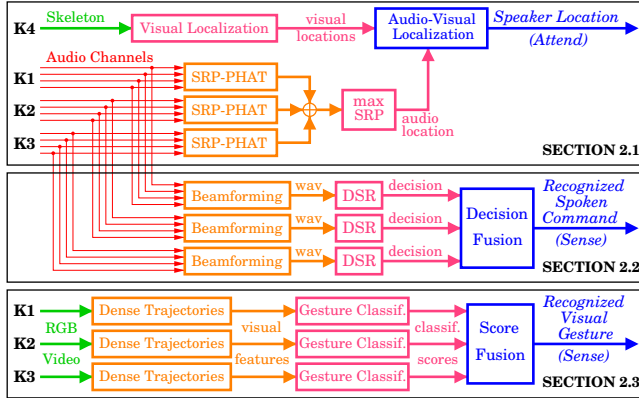 K4 Skeleton Visual Localization visual locations Audio-Visual Localization Speaker Location (Attend)
Audio Channels
K1 SRP-PHAT
K2 SRP-PHAT max SRP audio location
K3 SRP-PHAT
SECTION 2.1
Beamforming wav DSR decision
Beamforming wav DSR decision Decision Fusion Recognized Spoken Command (Sense)
Beamforming wav DSR decision
SECTION 2.2
K1 Dense Trajectories Gesture Classif.
RGB visual classif.
K2 Dense Trajectories Gesture Classif. Score Fusion Recognized Visual Gesture (Sense)
Video features scores
K3 Dense Trajectories Gesture Classif.
SECTION 2.3